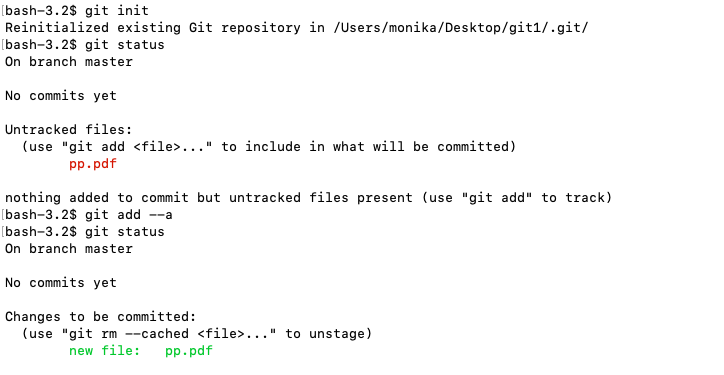 [bash-3.2$ git init
Reinitialized existing Git repository in /Users/monika/Desktop/git1/.git/
[bash-3.2$ git status
On branch master
No commits yet
Untracked files:
(use "git add <file>..." to include in what will be committed)
pp.pdf
nothing added to commit but untracked files present (use "git add" to track)
[bash-3.2$ git add --a
[bash-3.2$ git status
On branch master
No commits yet
Changes to be committed:
(use "git rm --cached <file>..." to unstage)
new file:   pp.pdf